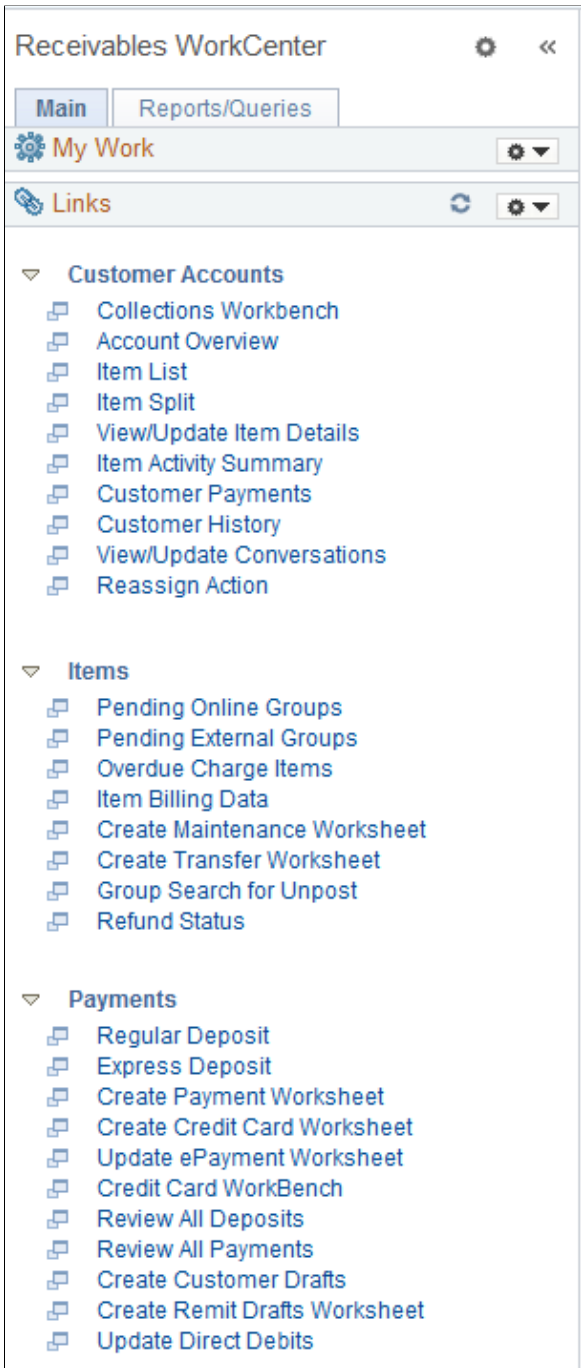 Receivables WorkCenter
Main Reports/Queries
My Work
Links
Customer Accounts
Collections Workbench
Account Overview
Item List
Item Split
View/Update Item Details
Item Activity Summary
Customer Payments
Customer History
View/Update Conversations
Reassign Action
Items
Pending Online Groups
Pending External Groups
Overdue Charge Items
Item Billing Data
Create Maintenance Worksheet
Create Transfer Worksheet
Group Search for Unpost
Refund Status
Payments
Regular Deposit
Express Deposit
Create Payment Worksheet
Create Credit Card Worksheet
Update ePayment Worksheet
Credit Card WorkBench
Review All Deposits
Review All Payments
Create Customer Drafts
Create Remit Drafts Worksheet
Update Direct Debits